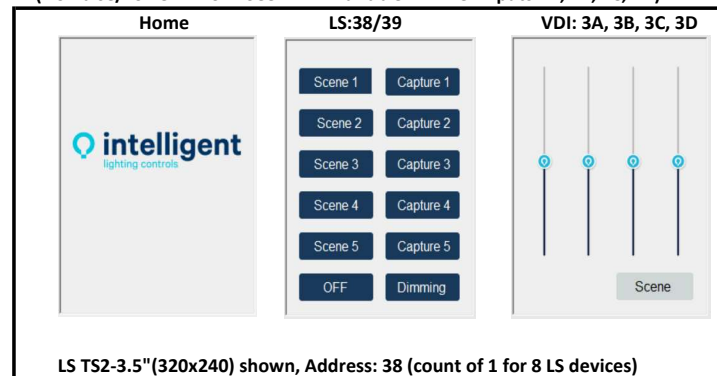 Home
LS:38/39
VDI: 3A, 3B, 3C, 3D
intelligent
lighting controls
Scene 1
Capture 1
Scene 2
Capture 2
Scene 3
Capture 3
Scene 4
Capture 4
Scene 5
Capture 5
OFF
Dimming
Scene
LS TS2-3.5"(320x240) shown, Address: 38 (count of 1 for 8 LS devices)